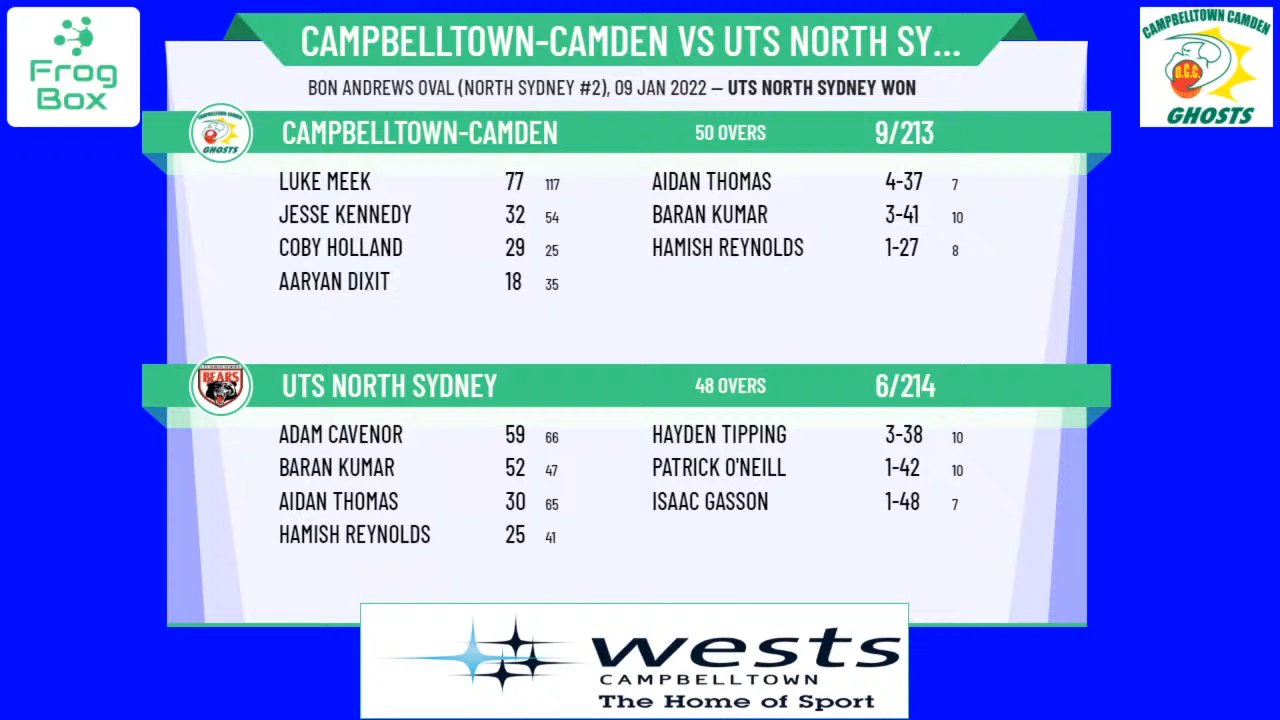 Frog
Box
CAMPBELLTOWN-CAMDEN VS UTS NORTH SY...
CAMPBELLTOWN CAMDEN
D.C.C.
GHOSTS
BON ANDREWS OVAL (NORTH SYDNEY #2), 09 JAN 2022 – UTS NORTH SYDNEY WON
CAMPBELLTOWN-CAMDEN 50 OVERS 9/213
LUKE MEEK 77 117 AIDAN THOMAS 4-37 7
JESSE KENNEDY 32 54 BARAN KUMAR 3-41 10
COBY HOLLAND 29 25 HAMISH REYNOLDS 1-27 8
AARYAN DIXIT 18 35
BEARS
UTS NORTH SYDNEY 48 OVERS 6/214
ADAM CAVENOR 59 66 HAYDEN TIPPING 3-38 10
BARAN KUMAR 52 47 PATRICK O'NEILL 1-42 10
AIDAN THOMAS 30 65 ISAAC GASSON 1-48 7
HAMISH REYNOLDS 25 41
wests
CAMPBELLTOWN
The Home of Sport